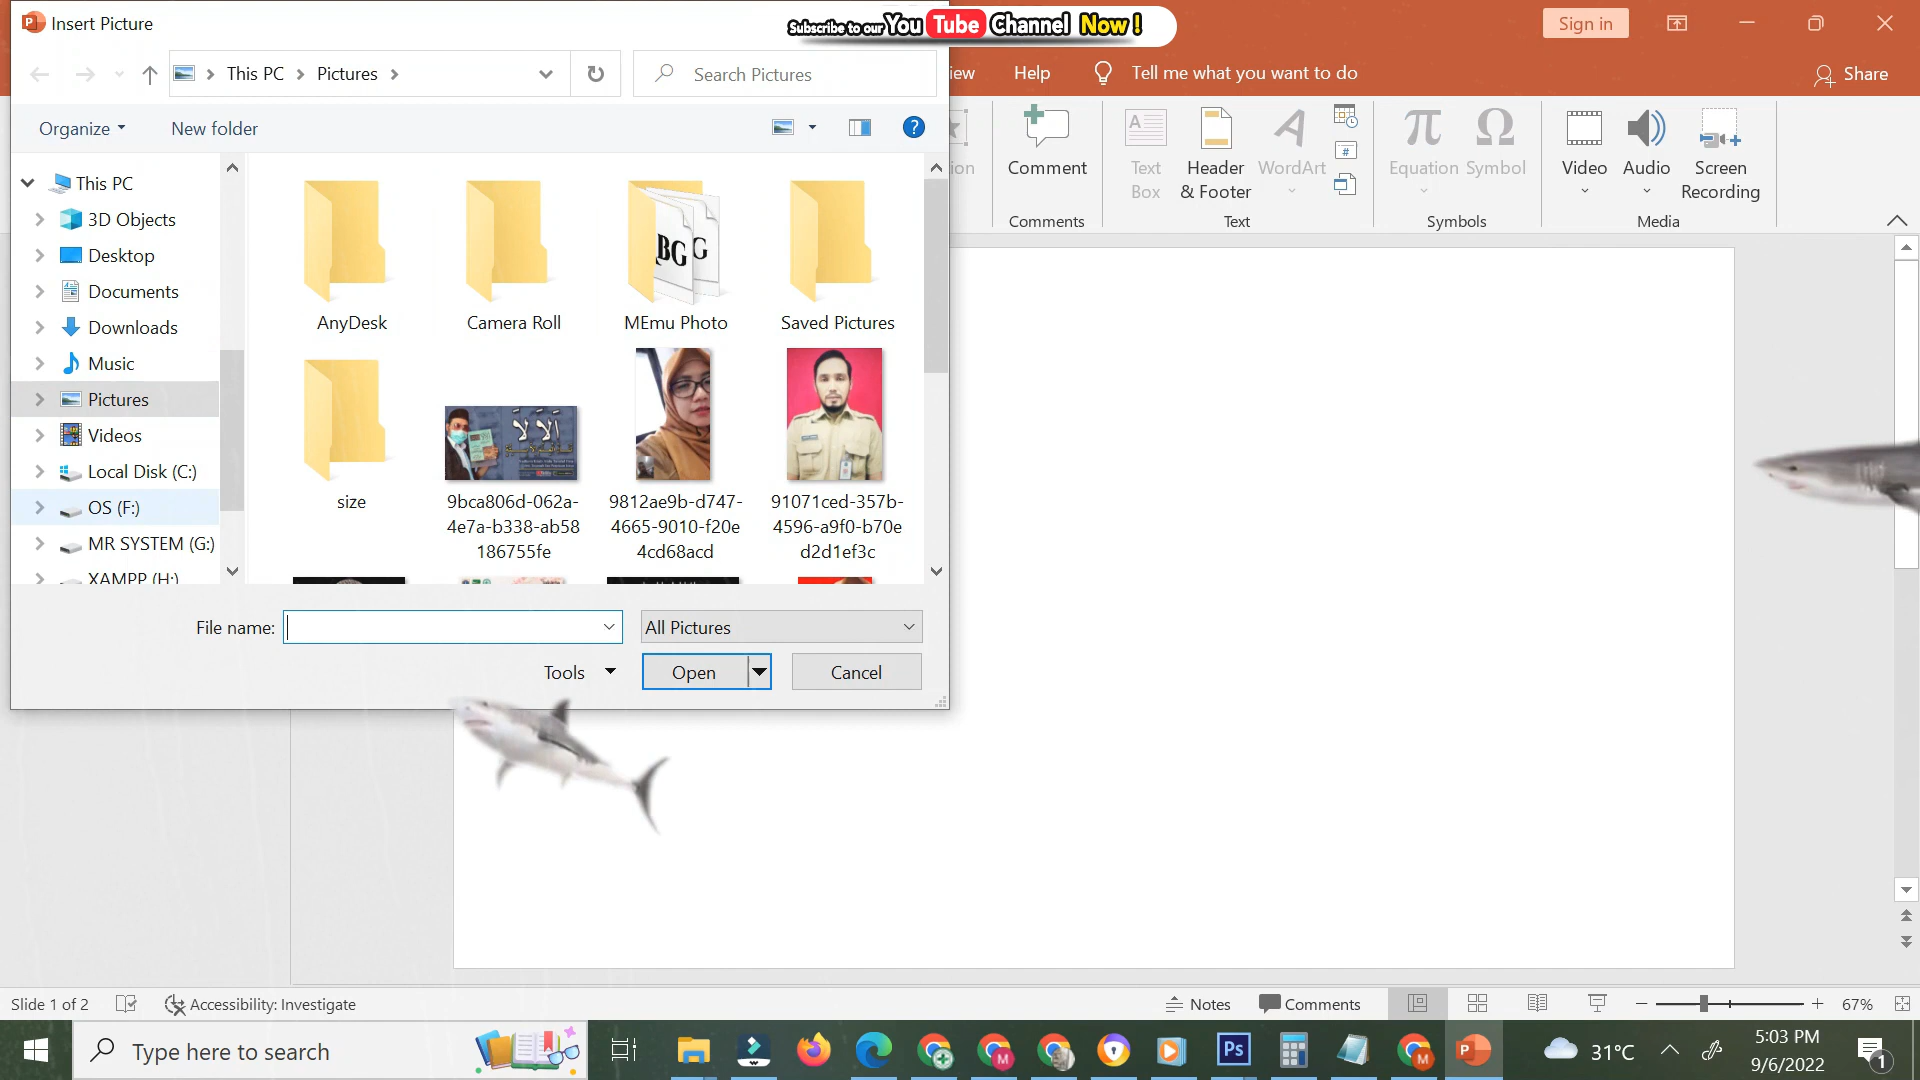 Insert Picture
Subscribe to our You Tube Channel Now !
Sign in
This PC
Pictures
Search Pictures
iew
Help
Tell me what you want to do
Share
Organize
New folder
?
This PC
3D Objects
Desktop
Documents
Downloads
Music
Pictures
Videos
Local Disk (C:)
OS (F:)
MR SYSTEM (G:)
XAMPP (H:)
AnyDesk
Camera Roll
MEmu Photo
Saved Pictures
size
9bca806d-062a-
4e7a-b338-ab58
186755fe
9812ae9b-d747-
4665-9010-f20e
4cd68acd
91071ced-357b-
4596-a9f0-b70e
d2d1ef3c
File name:
All Pictures
Tools
Open
Cancel
ion
Comment
Comments
Text
Box
Header
& Footer
WordArt
Text
Equation
Symbol
Symbols
Video
Audio
Screen
Recording
Media
Slide 1 of 2
Accessibility: Investigate
Notes
Comments
67%
Type here to search
Ps
31°C
5:03 PM
9/6/2022
1